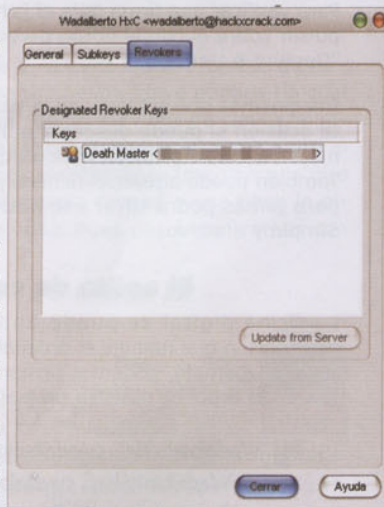 Wadalberto HxC <wadalberto@hackxcrack.com>
General Subkeys Revokers
Designated Revoker Keys
Keys
Death Master < >
Update from Server
Cerrar Ayuda